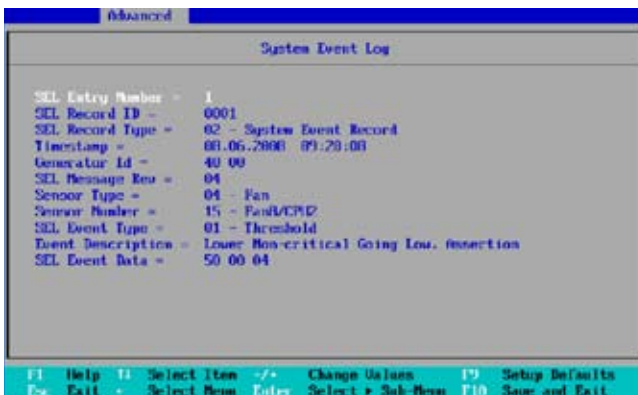 Advanced
System Event Log
SEL Entry Number = 1
SEL Record ID = 0001
SEL Record Type = 02 - System Event Record
Timestamp = 08.06.2008 09:20:08
Generator Id = 40 00
SEL Message Rev = 04
Sensor Type = 04 - Fan
Sensor Number = 15 - Fan8/CPU2
SEL Event Type = 01 - Threshold
Event Description = Lower Non-critical Going Low, Assertion
SEL Event Data = 50 00 04
F1 Help ↑↓ Select Item -/+ Change Values F9 Setup Defaults
Esc Exit Select Menu Enter Select ► Sub-Menu F10 Save and Exit